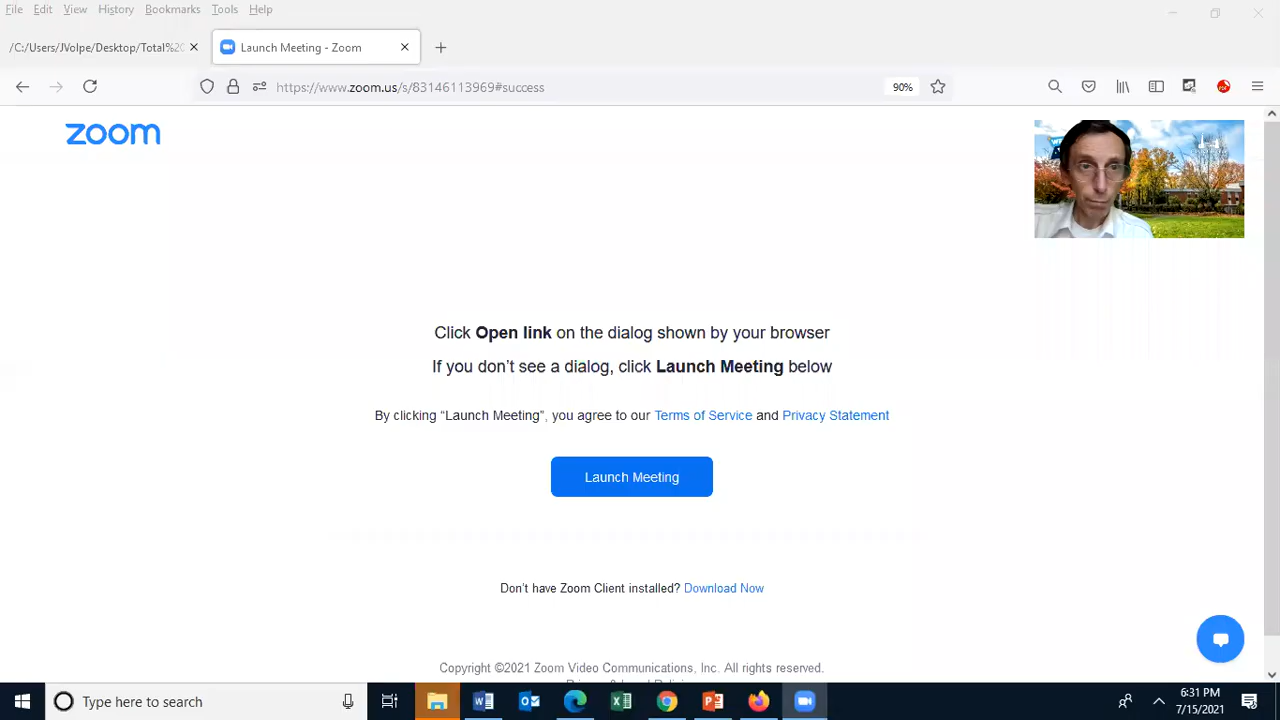 File Edit View History Bookmarks Tools Help
/C:/Users/JVolpe/Desktop/Total%2
Launch Meeting - Zoom
https://www.zoom.us/s/83146113969#success
90%
zoom
Click Open link on the dialog shown by your browser
If you don't see a dialog, click Launch Meeting below
By clicking “Launch Meeting”, you agree to our Terms of Service and Privacy Statement
Launch Meeting
Don't have Zoom Client installed? Download Now
Copyright ©2021 Zoom Video Communications, Inc. All rights reserved.
Type here to search
6:31 PM
7/15/2021